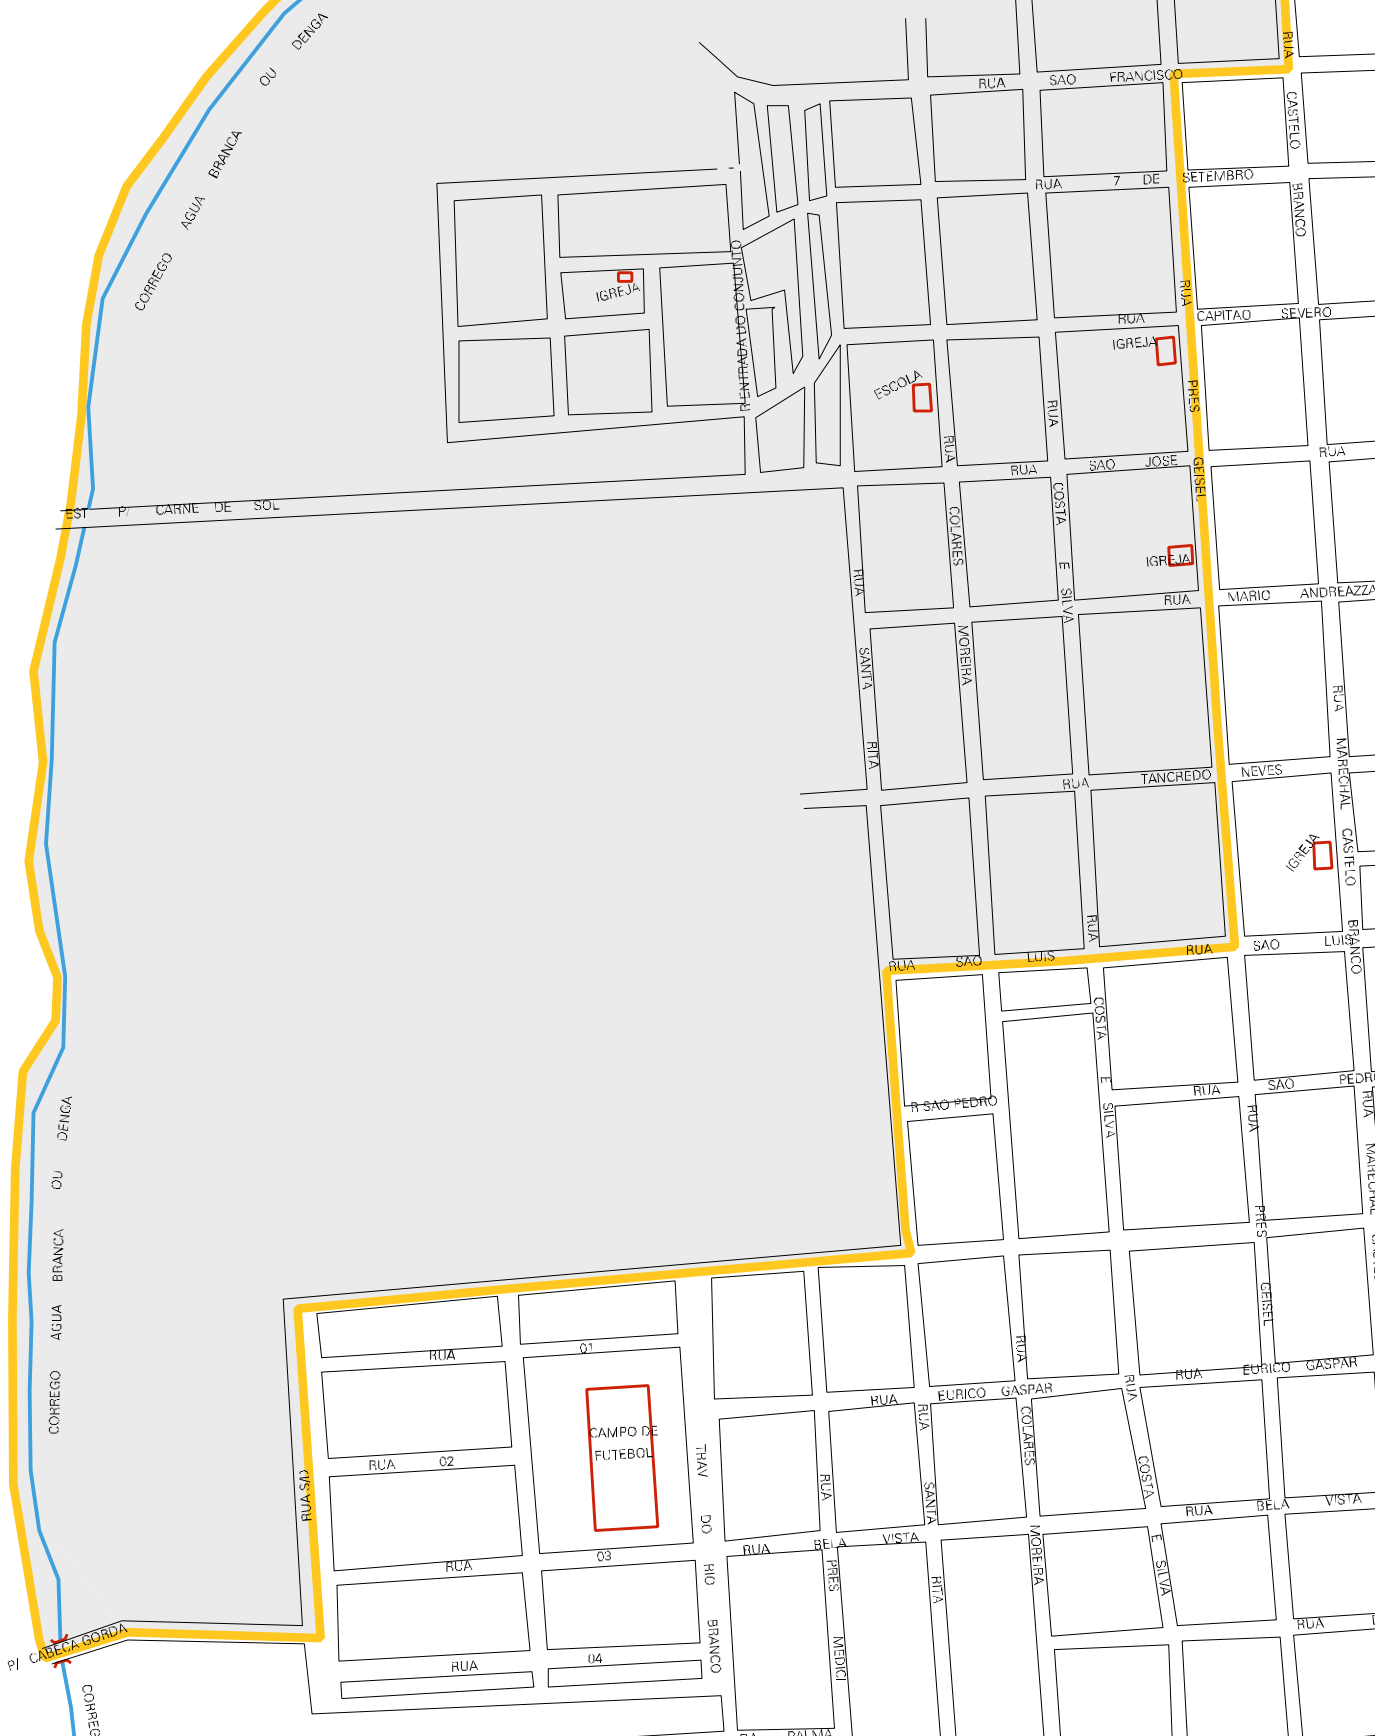 DENGA
OU
BRANCA
AGUA
CORREGO
RUA
CASTELO
BRANCO
RUA SAO FRANCISCO
RUA 7 DE SETEMBRO
R ENTRADA DO CONJUNTO
IGREJA
RUA
PRES
GEISEL
RUA CAPITAO SEVERO
IGREJA
ESCOLA
RUA
COLARES
MOREIRA
RUA
COSTA
E
SILVA
RUA SAO JOSE
RUA
EST P/ CARNE DE SOL
IGREJA
RUA MARIO ANDREAZZA
RUA
SANTA
RITA
RUA
MARECHAL
CASTELO
BRANCO
RUA TANCREDO NEVES
IGREJA
RUA
RUA SAO LUIS
RUA SAO LUIS
COSTA
E
SILVA
R SAO PEDRO
RUA SAO PEDRO
RUA
MARECHAL
RUA
PRES
GEISEL
DENGA
OU
BRANCA
AGUA
CORREGO
RUA 01
RUA
RUA EURICO GASPAR
RUA EURICO GASPAR
CAMPO DE
FUTEBOL
RUA 02
RUA S/D
TRAV
DO
RIO
BRANCO
RUA
PRES
MEDICI
RUA
SANTA
RITA
COLARES
MOREIRA
RUA
COSTA
E
SILVA
RUA BELA VISTA
RUA BELA VISTA
RUA 03
RUA
P/ CABECA GORDA
RUA 04
CORREG
PALMA